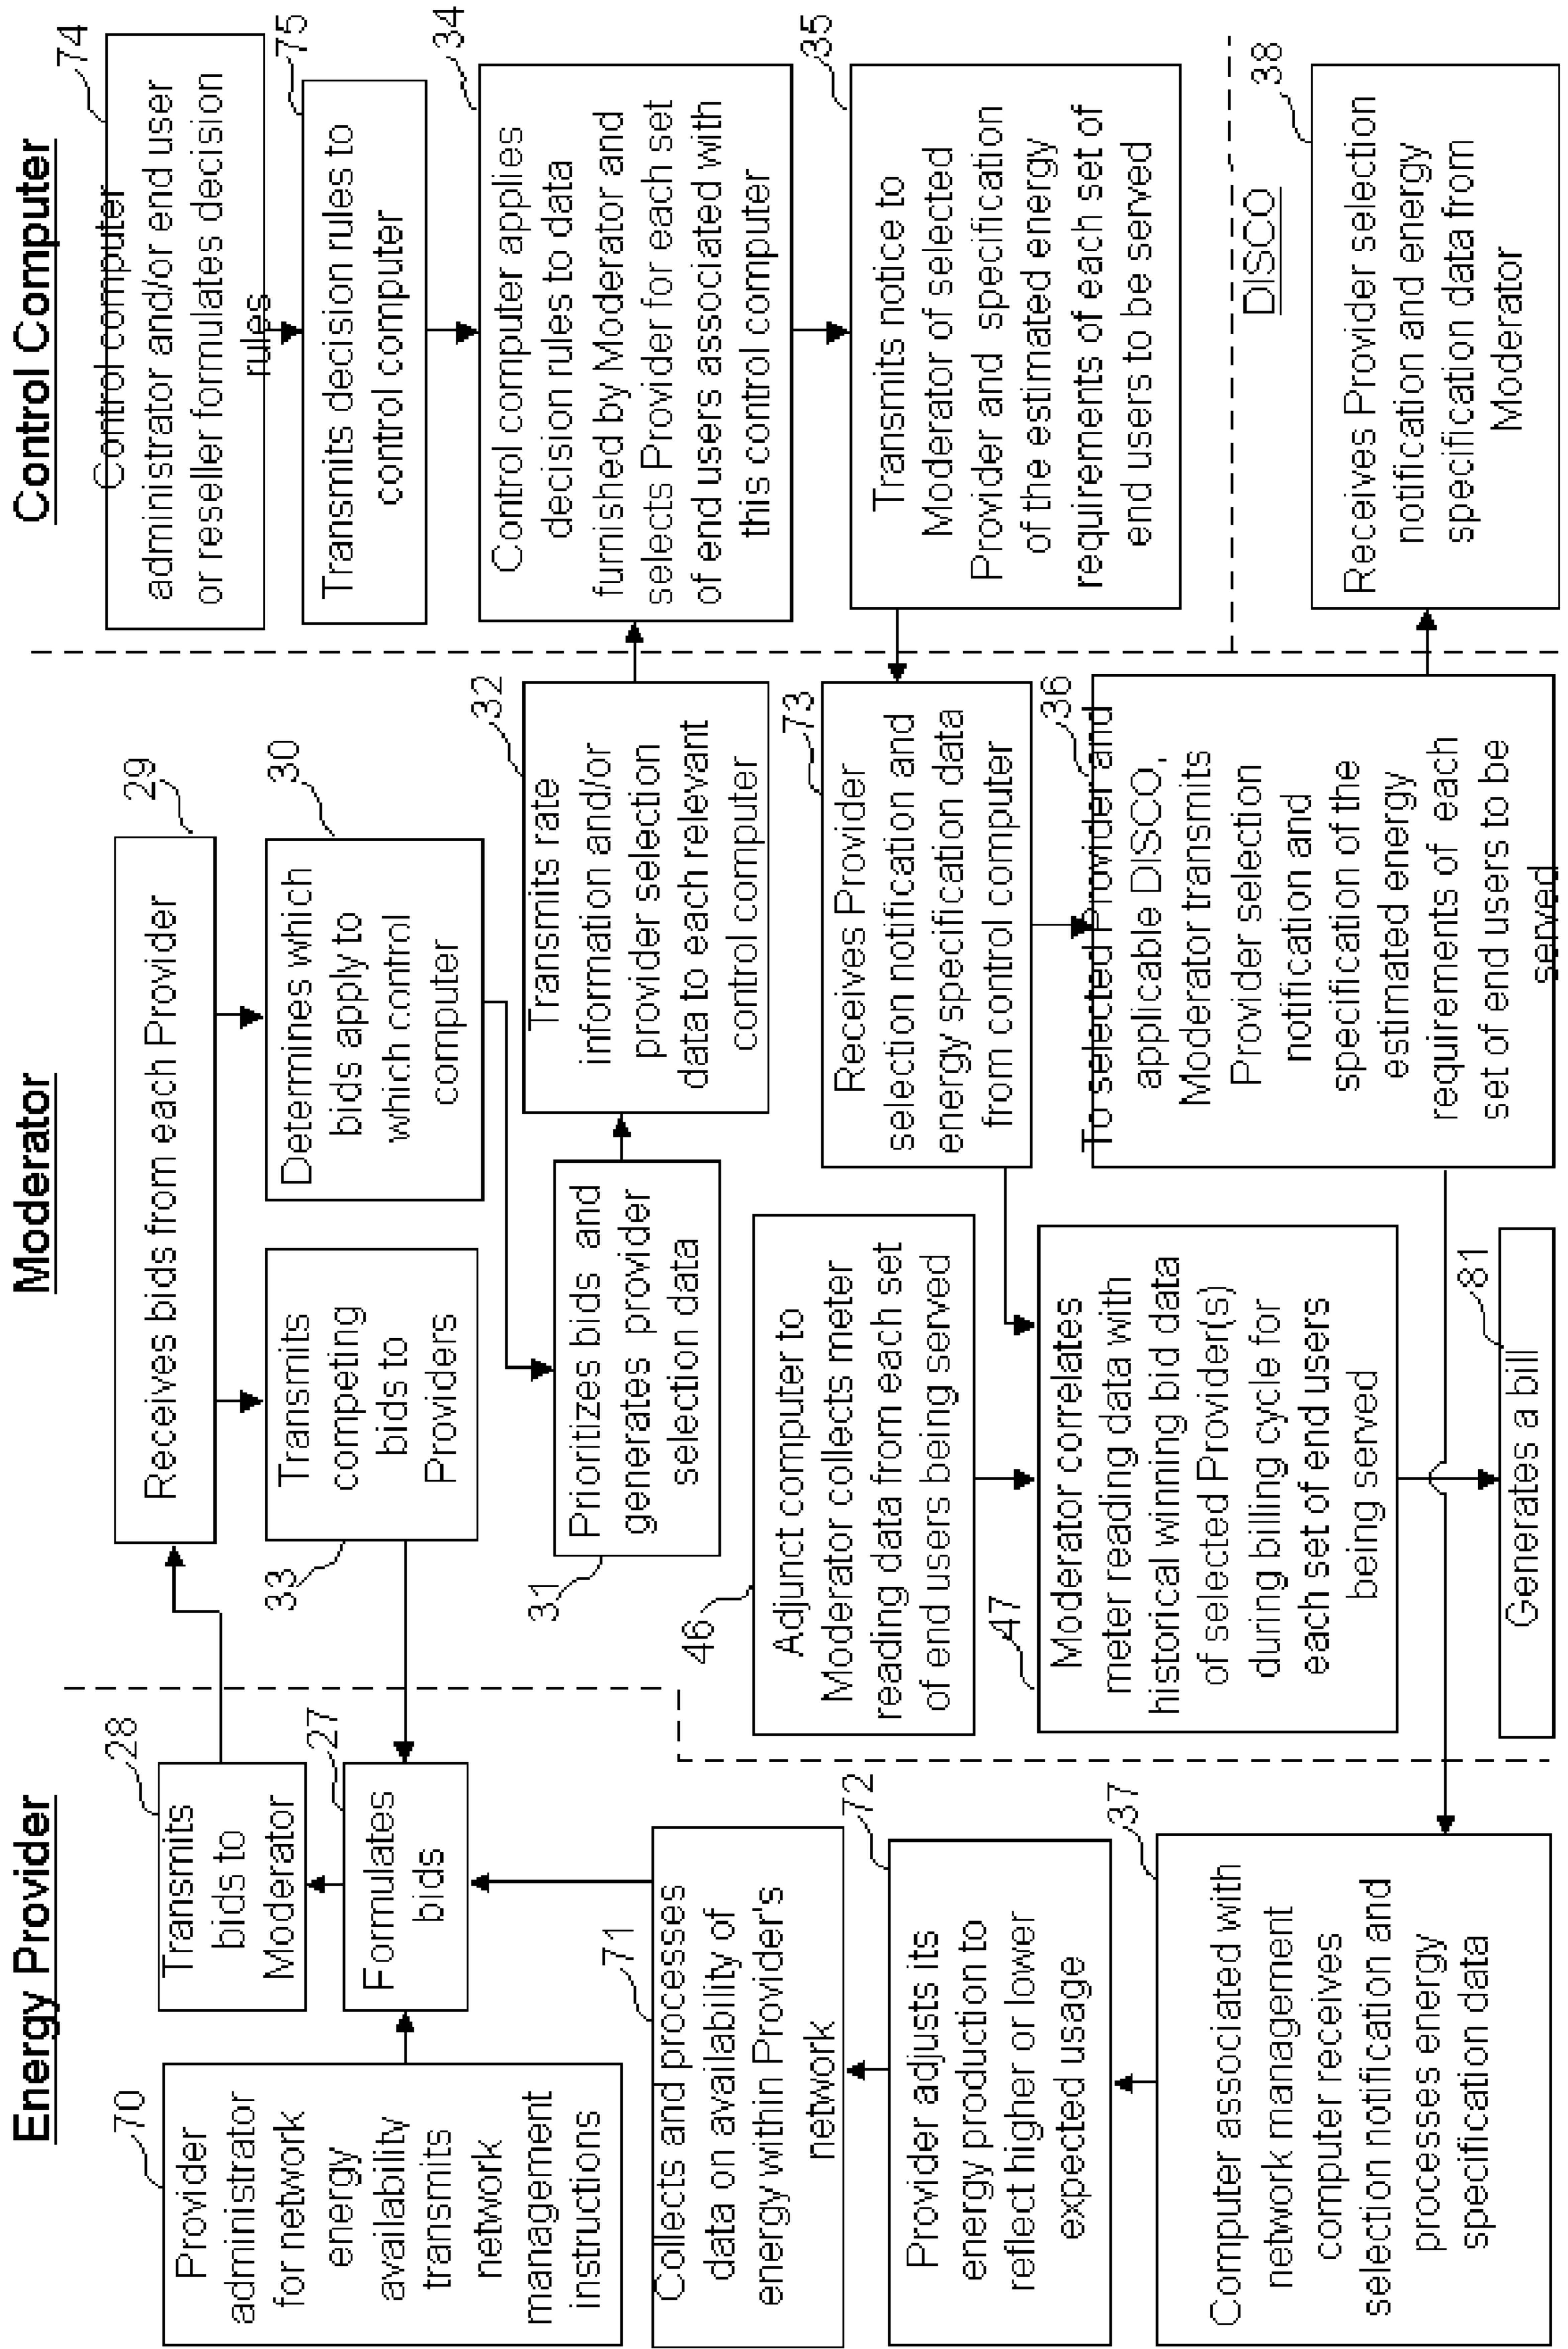 Energy Provider
70
Provider
administrator
for network
energy
availability
transmits
network
management
instructions
28
Transmits
bids to
Moderator
27
Formulates
bids
71
Collects and processes
data on availability of
energy within Provider's
network
72
Provider adjusts its
energy production to
reflect higher or lower
expected usage
37
Computer associated with
network management
computer receives
selection notification and
processes energy
specification data
Moderator
29
Receives bids from each Provider
33
Transmits
competing
bids to
Providers
30
Determines which
bids apply to
which control
computer
31
Prioritizes bids and
generates provider
selection data
32
Transmits rate
information and/or
provider selection
data to each relevant
control computer
46
Adjunct computer to
Moderator collects meter
reading data from each set
of end users being served
73
Receives Provider
selection notification and
energy specification data
from control computer
47
Moderator correlates
meter reading data with
historical winning bid data
of selected Provider(s)
during billing cycle for
each set of end users
being served
36
To selected Provider and
applicable DISCO,
Moderator transmits
Provider selection
notification and
specification of the
estimated energy
requirements of each
set of end users to be
served
81
Generates a bill
Control Computer
74
Control computer
administrator and/or end user
or reseller formulates decision
rules
75
Transmits decision rules to
control computer
34
Control computer applies
decision rules to data
furnished by Moderator and
selects Provider for each set
of end users associated with
this control computer
35
Transmits notice to
Moderator of selected
Provider and specification
of the estimated energy
requirements of each set of
end users to be served
DISCO
38
Receives Provider selection
notification and energy
specification data from
Moderator